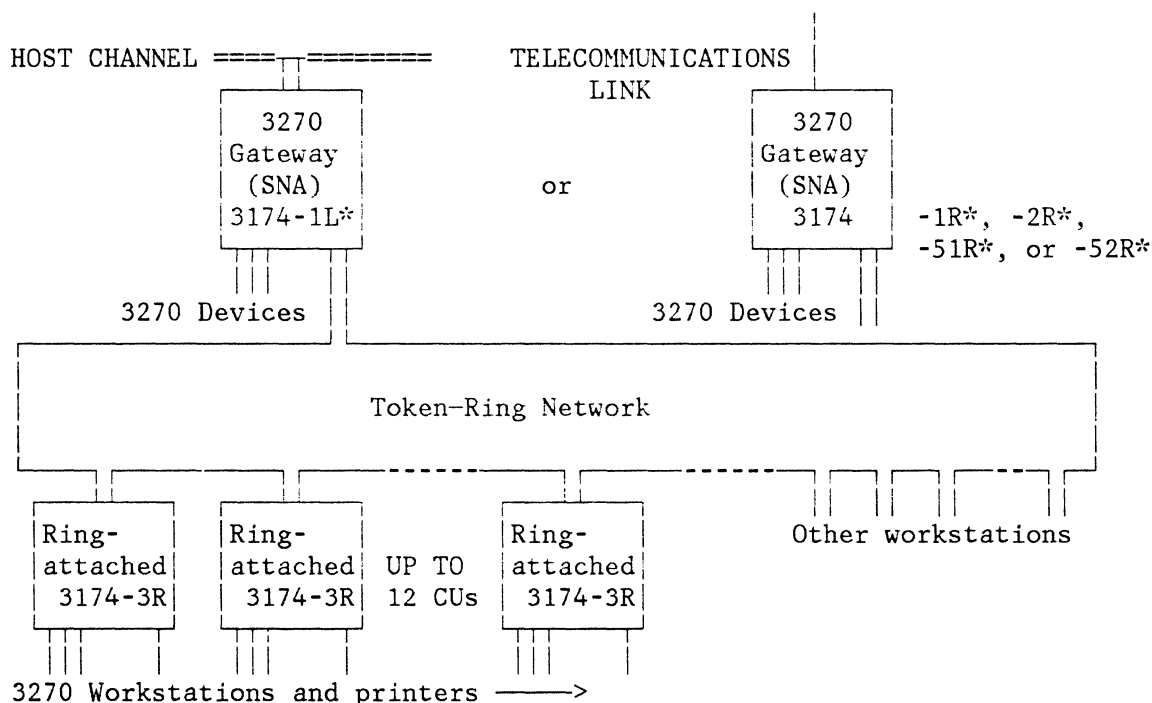 HOST CHANNEL
TELECOMMUNICATIONS
LINK
3270
Gateway
(SNA)
3174-1L*
or
3270
Gateway
(SNA)
3174
-1R*, -2R*,
-51R*, or -52R*
3270 Devices
3270 Devices
Token-Ring Network
Ring-
attached
3174-3R
Ring-
attached
3174-3R
UP TO
12 CUs
Ring-
attached
3174-3R
Other workstations
3270 Workstations and printers